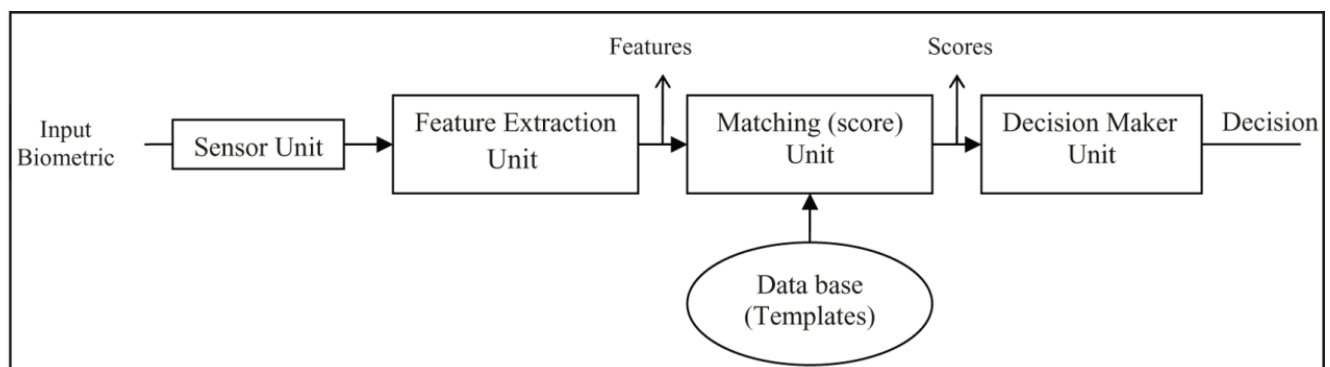 Features
Scores
Input
Biometric
Sensor Unit
Feature Extraction
Unit
Matching (score)
Unit
Decision Maker
Unit
Decision
Data base
(Templates)